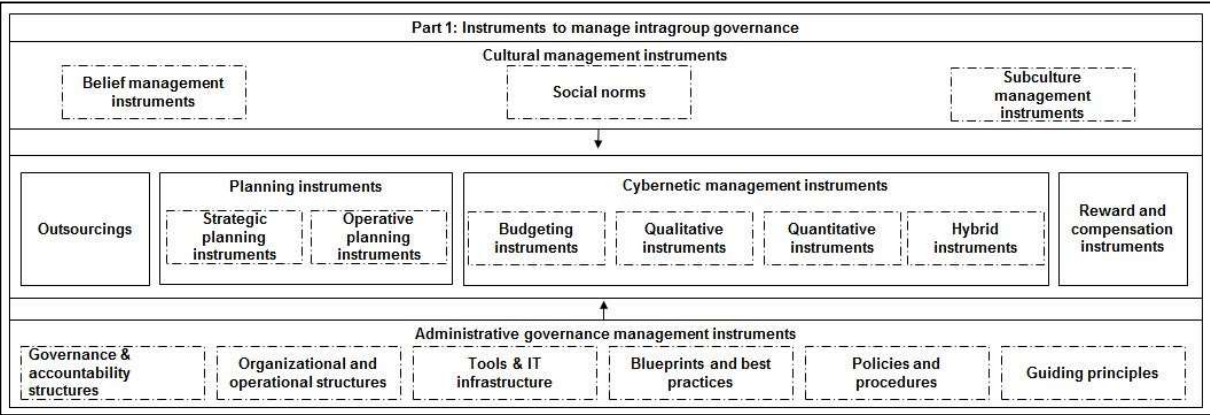 Part 1: Instruments to manage intragroup governance
Cultural management instruments
Belief management
instruments
Social norms
Subculture
management
instruments
Outsourcings
Planning instruments
Strategic
planning
instruments
Operative
planning
instruments
Cybernetic management instruments
Budgeting
instruments
Qualitative
instruments
Quantitative
instruments
Hybrid
instruments
Reward and
compensation
instruments
Administrative governance management instruments
Governance &
accountability
structures
Organizational and
operational structures
Tools & IT
infrastructure
Blueprints and best
practices
Policies and
procedures
Guiding principles